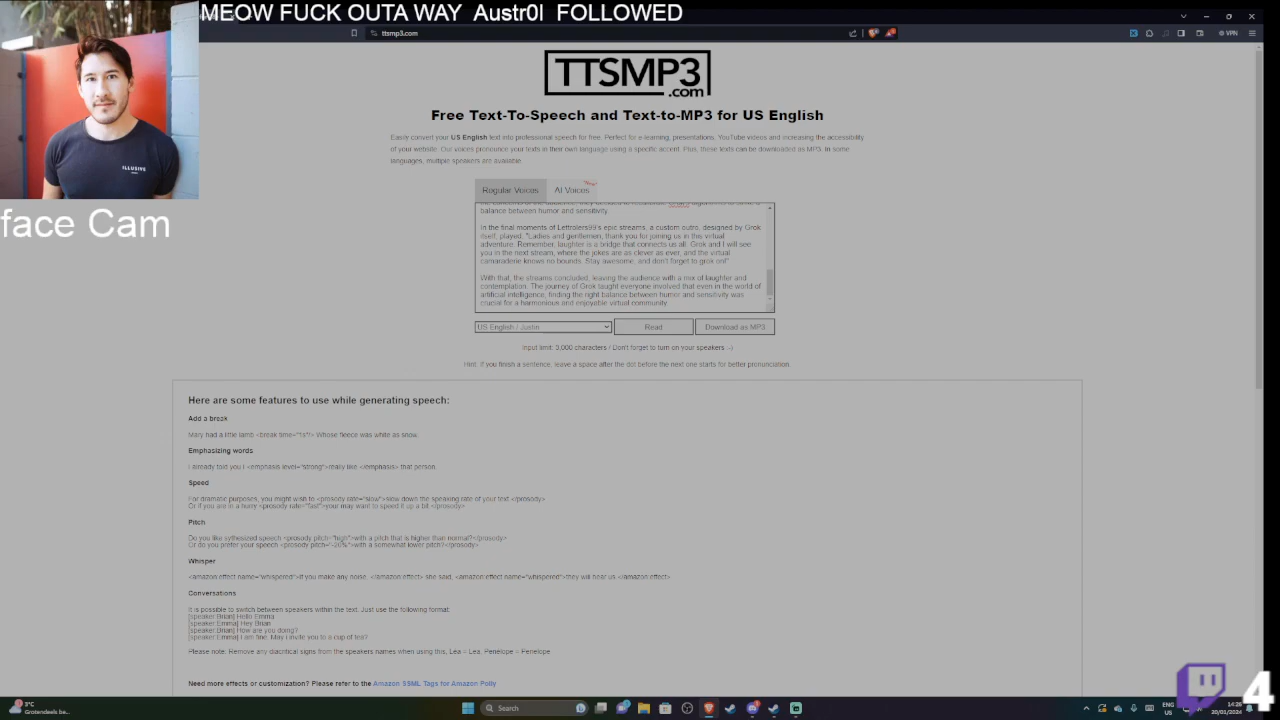 MEOW FUCK OUTA WAY Austr0l FOLLOWED
ttsmp3.com
VPN
ILLUSIVE
face Cam
TTSMP3
.com
Free Text-To-Speech and Text-to-MP3 for US English
Easily convert your US English text into professional speech for free. Perfect for e-learning, presentations, YouTube videos and increasing the accessibility
of your website. Our voices pronounce your texts in their own language using a specific accent. Plus, these texts can be downloaded as MP3. In some
languages, multiple speakers are available.
Regular Voices
AI Voices
New!
balance between humor and sensitivity.
In the final moments of Lettrolers99's epic streams, a custom outro, designed by Grok
itself, played. "Ladies and gentlemen, thank you for joining us in this virtual
adventure. Remember, laughter is a bridge that connects us all. Grok and I will see
you in the next stream, where the jokes are as clever as ever, and the virtual
camaraderie knows no bounds. Stay awesome, and don't forget to grok on!"
With that, the streams concluded, leaving the audience with a mix of laughter and
contemplation. The journey of Grok taught everyone involved that even in the world of
artificial intelligence, finding the right balance between humor and sensitivity was
crucial for a harmonious and enjoyable virtual community.
US English / Justin
Read
Download as MP3
Input limit: 3,000 characters / Don't forget to turn on your speakers :-)
Hint: If you finish a sentence, leave a space after the dot before the next one starts for better pronunciation.
Here are some features to use while generating speech:
Add a break
Mary had a little lamb <break time="1s"/> Whose fleece was white as snow.
Emphasizing words
I already told you I <emphasis level="strong">really like </emphasis> that person.
Speed
For dramatic purposes, you might wish to <prosody rate="slow">slow down the speaking rate of your text.</prosody>
Or if you are in a hurry <prosody rate="fast">your may want to speed it up a bit.</prosody>
Pitch
Do you like sythesized speech <prosody pitch="high">with a pitch that is higher than normal?</prosody>
Or do you prefer your speech <prosody pitch="-20%">with a somewhat lower pitch?</prosody>
Whisper
<amazon:effect name="whispered">If you make any noise, </amazon:effect> she said, <amazon:effect name="whispered">they will hear us.</amazon:effect>
Conversations
It is possible to switch between speakers within the text. Just use the following format:
[speaker:Brian] Hello Emma
[speaker:Emma] Hey Brian
[speaker:Brian] How are you doing?
[speaker:Emma] I am fine. May i invite you to a cup of tea?
Please note: Remove any diacritical signs from the speakers names when using this, Léa = Lea, Penélope = Penelope
Need more effects or customization? Please refer to the Amazon SSML Tags for Amazon Polly
4
3°C
Grotendeels be...
Search
ENG
US
14:26
20/01/2024